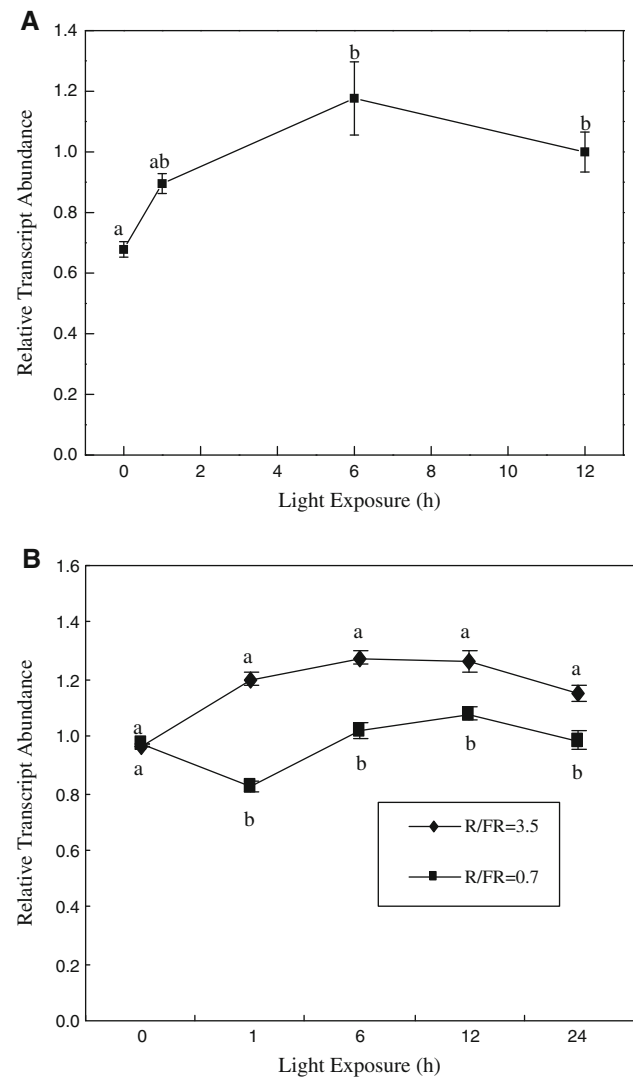 A
Relative Transcript Abundance
1.4
1.2
1.0
0.8
0.6
0.4
0.2
0.0
a
ab
b
b
0 2 4 6 8 10 12
Light Exposure (h)
B
Relative Transcript Abundance
1.6
1.4
1.2
1.0
0.8
0.6
0.4
0.2
0.0
a a a a a
a b b b b
R/FR=3.5
R/FR=0.7
0 1 6 12 24
Light Exposure (h)